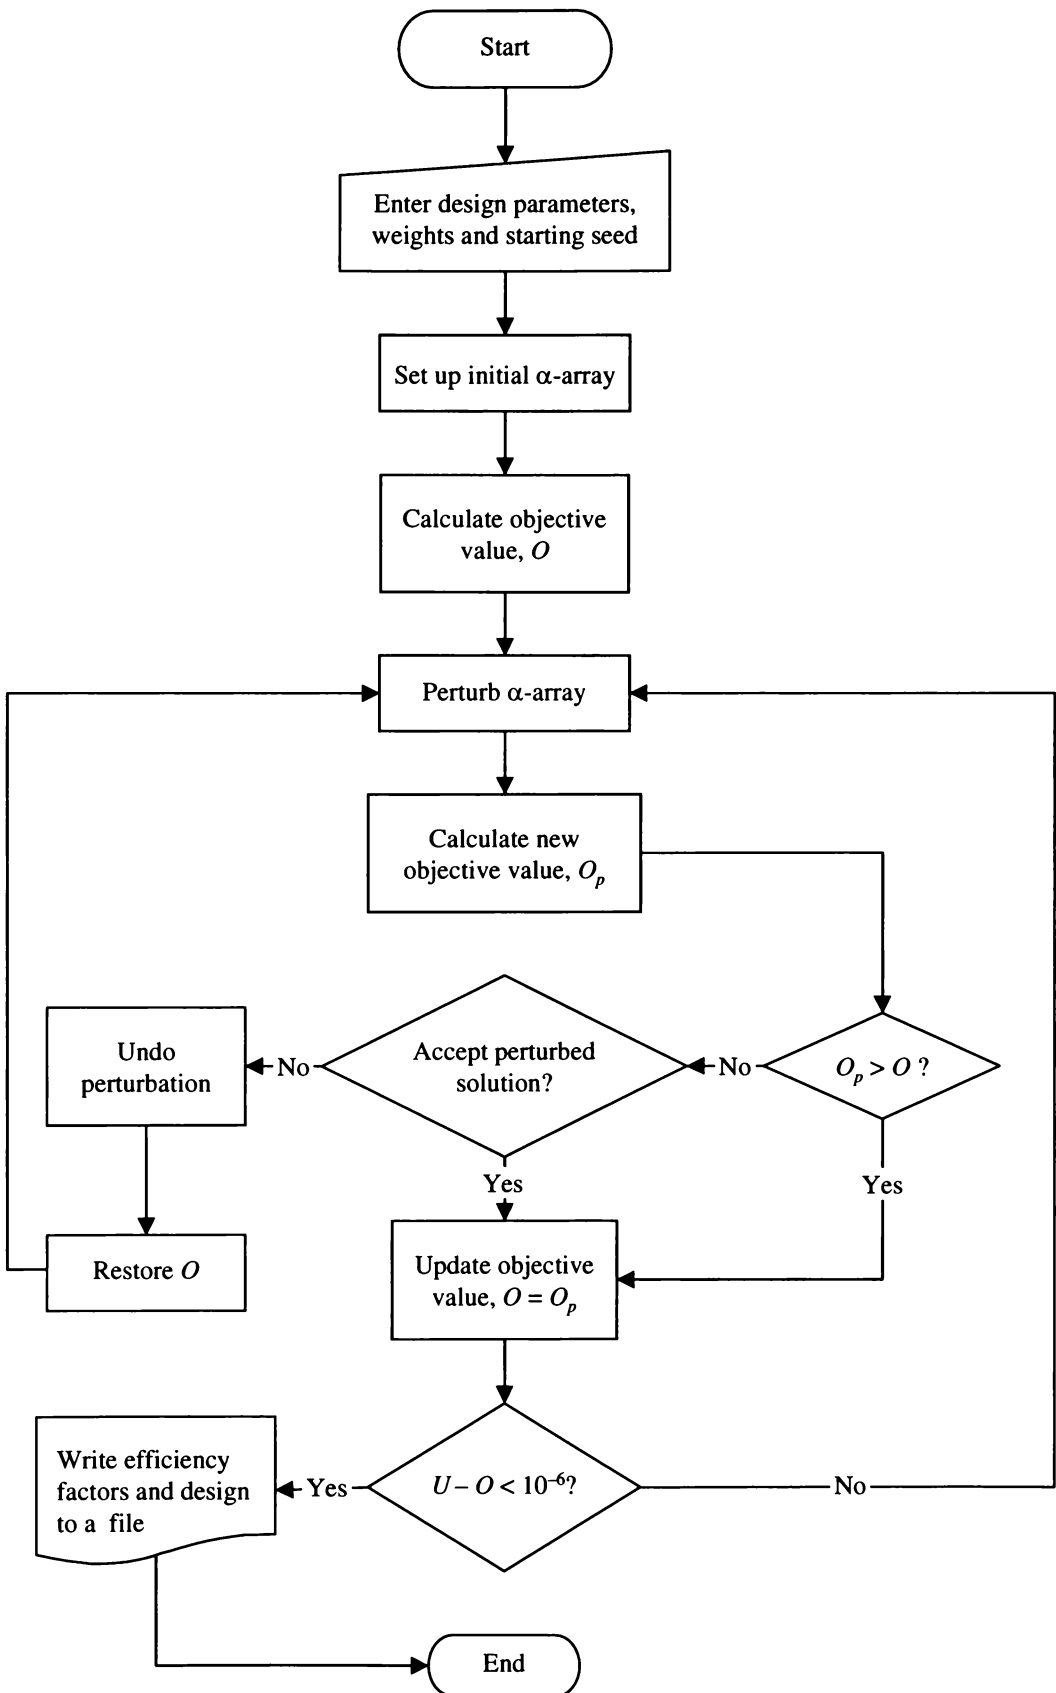 Start
Enter design parameters,
weights and starting seed
Set up initial α-array
Calculate objective
value, O
Perturb α-array
Calculate new
objective value, Oₚ
Undo
perturbation
No
Accept perturbed
solution?
No
Oₚ > O ?
Yes
Yes
Restore O
Update objective
value, O = Oₚ
Write efficiency
factors and design
to a file
Yes
U – O < 10⁻⁶?
No
End